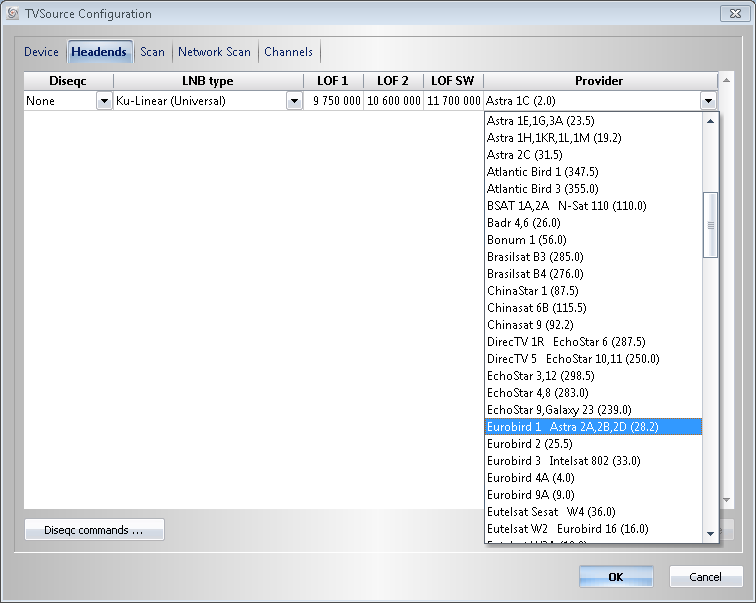 TVSource Configuration
Device Headends Scan Network Scan Channels
Diseqc LNB type LOF 1 LOF 2 LOF SW Provider
None Ku-Linear (Universal) 9 750 000 10 600 000 11 700 000 Astra 1C (2.0)
Astra 1E,1G,3A (23.5)
Astra 1H,1KR,1L,1M (19.2)
Astra 2C (31.5)
Atlantic Bird 1 (347.5)
Atlantic Bird 3 (355.0)
BSAT 1A,2A N-Sat 110 (110.0)
Badr 4,6 (26.0)
Bonum 1 (56.0)
Brasilsat B3 (285.0)
Brasilsat B4 (276.0)
ChinaStar 1 (87.5)
Chinasat 6B (115.5)
Chinasat 9 (92.2)
DirecTV 1R EchoStar 6 (287.5)
DirecTV 5 EchoStar 10,11 (250.0)
EchoStar 3,12 (298.5)
EchoStar 4,8 (283.0)
EchoStar 9,Galaxy 23 (239.0)
Eurobird 1 Astra 2A,2B,2D (28.2)
Eurobird 2 (25.5)
Eurobird 3 Intelsat 802 (33.0)
Eurobird 4A (4.0)
Eurobird 9A (9.0)
Eutelsat Sesat W4 (36.0)
Eutelsat W2 Eurobird 16 (16.0)
Diseqc commands ...
OK Cancel